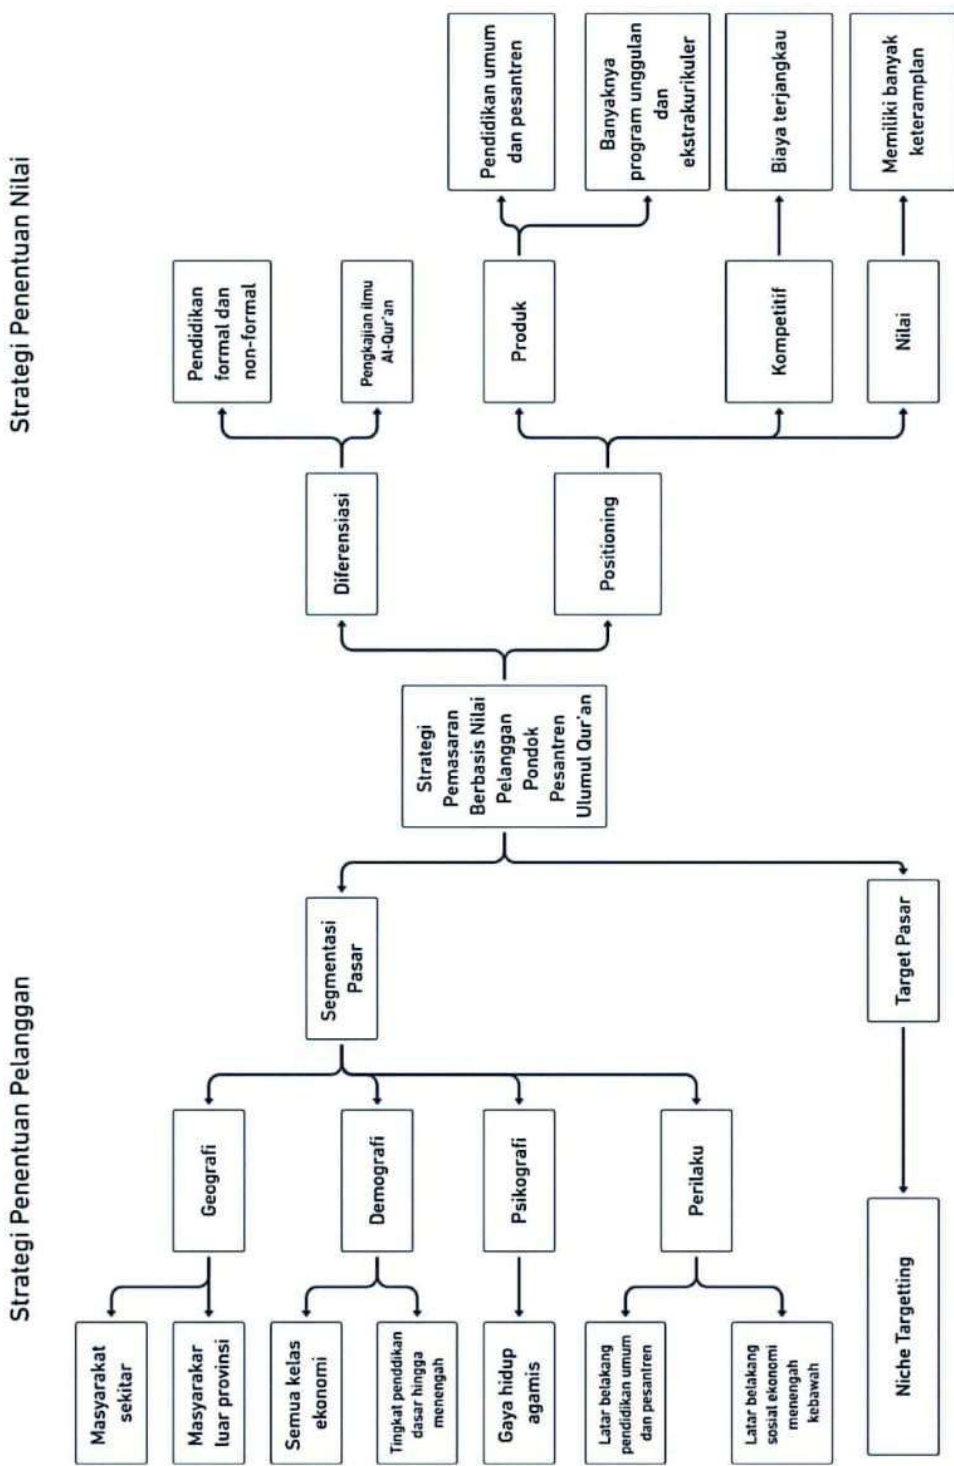 Strategi Penentuan Pelanggan
Strategi Penentuan Nilai
Masyarakat
sekitar
Masyarakar
luar provinsi
Semua kelas
ekonomi
Tingkat penddikan
dasar hingga
menengah
Gaya hidup
agamis
Latar belakang
pendidikan umum
dan pesantren
Latar belakang
sosial ekonomi
menengah
kebawah
Niche Targetting
Geografi
Demografi
Psikografi
Perilaku
Segmentasi
Pasar
Target Pasar
Strategi
Pemasaran
Berbasis Nilai
Pelanggan
Pondok
Pesantren
Ulumul Qur'an
Diferensiasi
Positioning
Pendidikan
formal dan
non-formal
Pengkajian ilmu
Al-Qur'an
Produk
Kompetitif
Nilai
Pendidikan umum
dan pesantren
Banyaknya
program unggulan
dan
ekstrakurikuler
Biaya terjangkau
Memiliki banyak
keteramplan